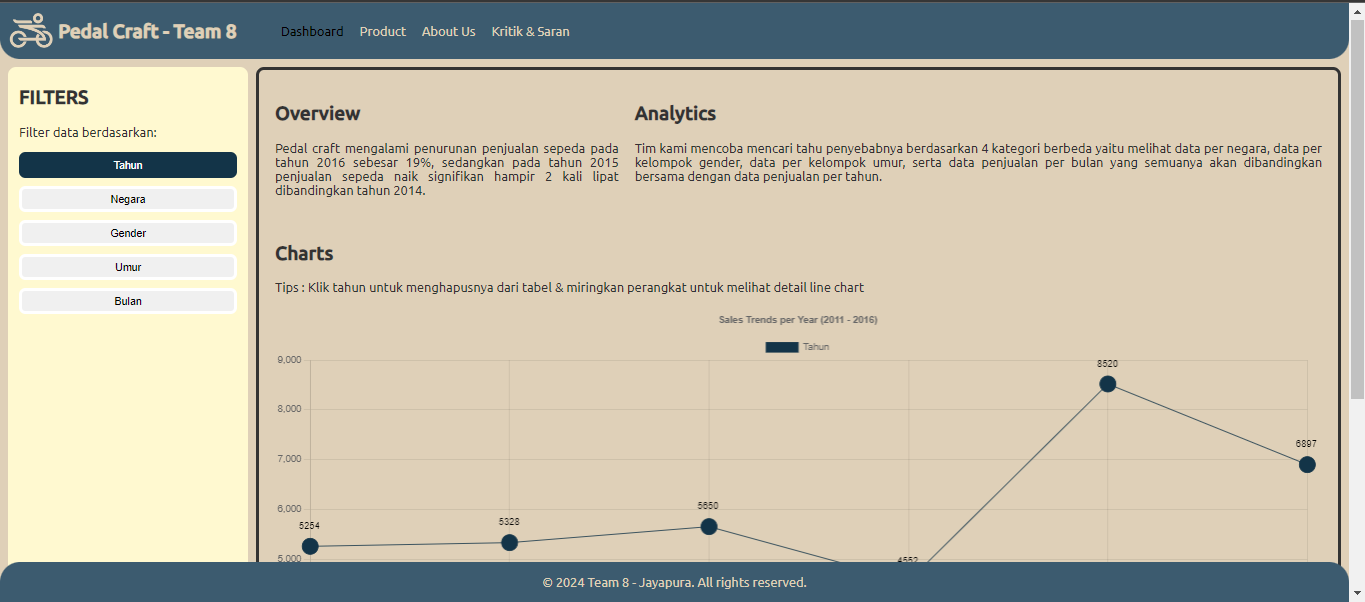 Pedal Craft - Team 8
Dashboard Product About Us Kritik & Saran
FILTERS
Filter data berdasarkan:
Tahun
Negara
Gender
Umur
Bulan
Overview
Pedal craft mengalami penurunan penjualan sepeda pada
tahun 2016 sebesar 19%, sedangkan pada tahun 2015
penjualan sepeda naik signifikan hampir 2 kali lipat
dibandingkan tahun 2014.
Analytics
Tim kami mencoba mencari tahu penyebabnya berdasarkan 4 kategori berbeda yaitu melihat data per negara, data per
kelompok gender, data per kelompok umur, serta data penjualan per bulan yang semuanya akan dibandingkan
bersama dengan data penjualan per tahun.
Charts
Tips : Klik tahun untuk menghapusnya dari tabel & miringkan perangkat untuk melihat detail line chart
Sales Trends per Year (2011 - 2016)
Tahun
9,000
8,000
7,000
6,000
5,000
5254
5328
5650
4552
8520
6897
© 2024 Team 8 - Jayapura. All rights reserved.